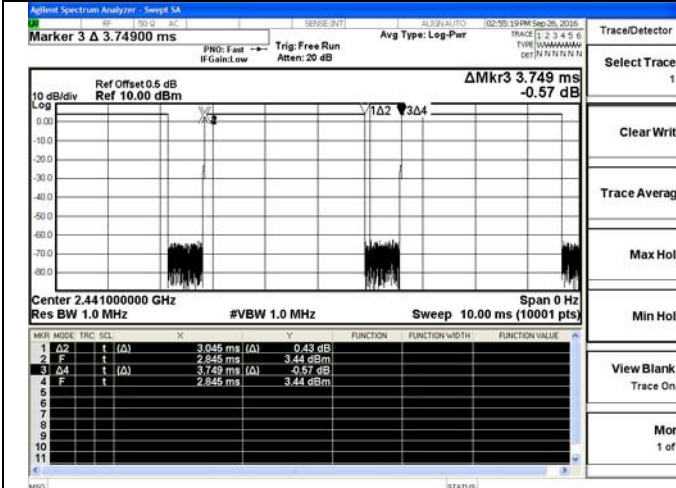 Agilent Spectrum Analyzer - Swept SA
RF 50 Ω AC SENSE:INT ALIGNAUTO 02:55:19 PM Sep 26, 2016
Marker 3 Δ 3.74900 ms
PNO: Fast
IFGain:Low
Trig: Free Run
Atten: 20 dB
Avg Type: Log-Pwr
TRACE 1 2 3 4 5 6
TYPE WWWWWW
DET N N N N N N
Ref Offset 0.5 dB
10 dB/div Ref 10.00 dBm
ΔMkr3 3.749 ms
-0.57 dB
Log
1Δ2 3Δ4
0.00
-10.0
-20.0
-30.0
-40.0
-50.0
-60.0
-70.0
-80.0
Center 2.441000000 GHz Span 0 Hz
Res BW 1.0 MHz #VBW 1.0 MHz Sweep 10.00 ms (10001 pts)
MKR MODE TRC SCL X Y FUNCTION FUNCTION WIDTH FUNCTION VALUE
1 Δ2 t (Δ) 3.045 ms (Δ) 0.43 dB
2 F t 2.845 ms 3.44 dBm
3 Δ4 t (Δ) 3.749 ms (Δ) -0.57 dB
4 F t 2.845 ms 3.44 dBm
5
6
7
8
9
10
11
MSG STATUS
Trace/Detector
Select Trace
1
Clear Writ
Trace Averag
Max Hol
Min Hol
View Blank
Trace On
Mor
1 of